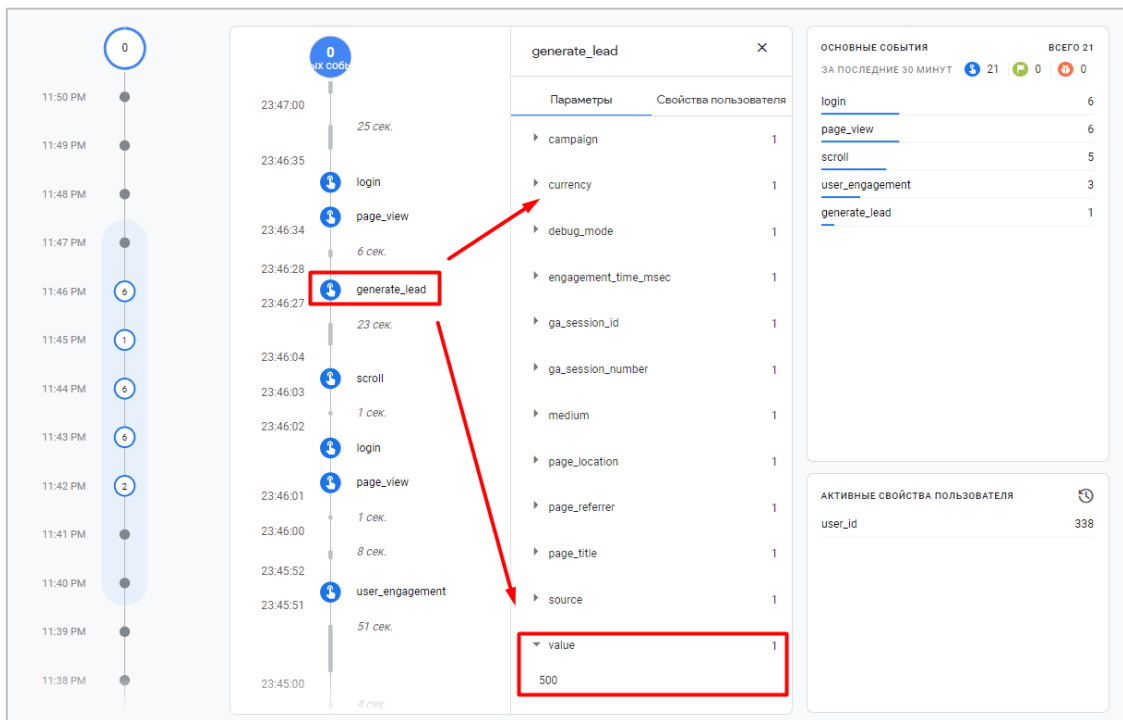 0
11:50 PM
11:49 PM
11:48 PM
11:47 PM
11:46 PM 6
11:45 PM 1
11:44 PM 6
11:43 PM 6
11:42 PM 2
11:41 PM
11:40 PM
11:39 PM
11:38 PM
0
ых собы
23:47:00
25 сек.
23:46:35
login
page_view
23:46:34
6 сек.
23:46:28
generate_lead
23:46:27
23 сек.
23:46:04
scroll
23:46:03
1 сек.
23:46:02
login
page_view
23:46:01
1 сек.
23:46:00
8 сек.
23:45:52
user_engagement
23:45:51
51 сек.
23:45:00
4 сек.
generate_lead
Параметры Свойства пользователя
campaign 1
currency 1
debug_mode 1
engagement_time_msec 1
ga_session_id 1
ga_session_number 1
medium 1
page_location 1
page_referrer 1
page_title 1
source 1
value 1
500
ОСНОВНЫЕ СОБЫТИЯ ВСЕГО 21
ЗА ПОСЛЕДНИЕ 30 МИНУТ 21 0 0
login 6
page_view 6
scroll 5
user_engagement 3
generate_lead 1
АКТИВНЫЕ СВОЙСТВА ПОЛЬЗОВАТЕЛЯ
user_id 338